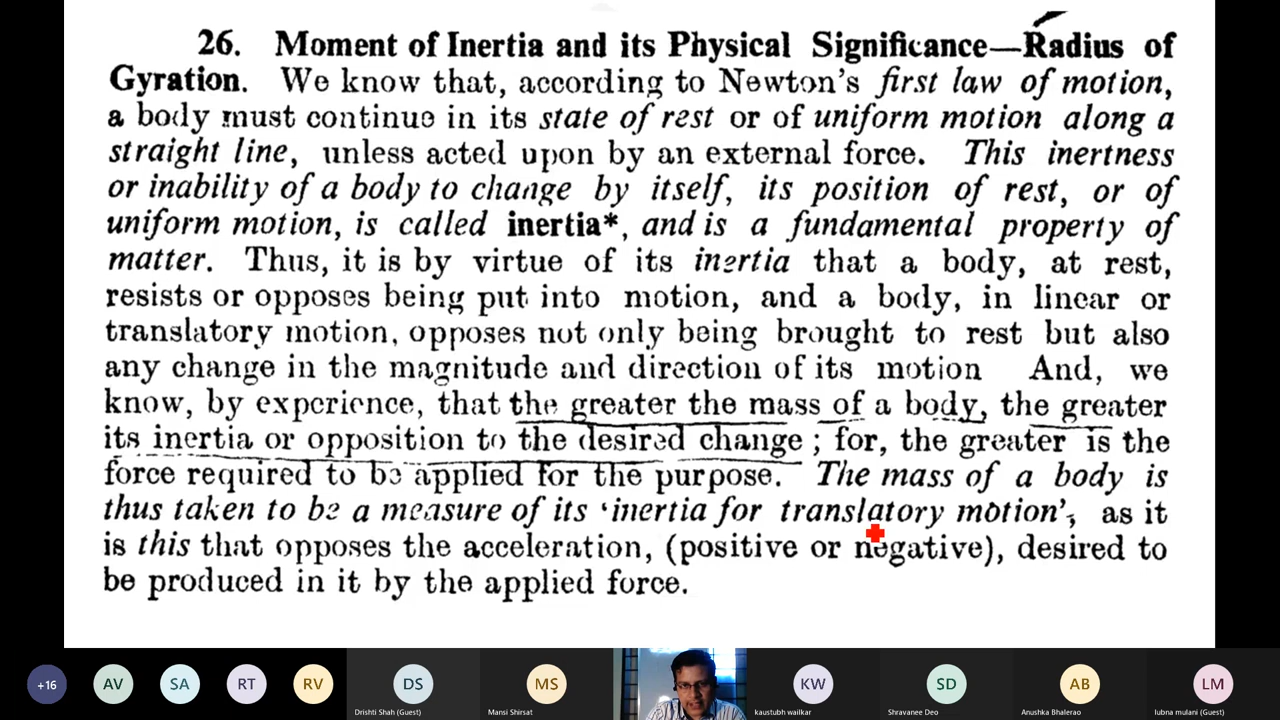 26. Moment of Inertia and its Physical Significance—Radius of
Gyration. We know that, according to Newton's first law of motion,
a body must continue in its state of rest or of uniform motion along a
straight line, unless acted upon by an external force. This inertness
or inability of a body to change by itself, its position of rest, or of
uniform motion, is called inertia*, and is a fundamental property of
matter. Thus, it is by virtue of its inertia that a body, at rest,
resists or opposes being put into motion, and a body, in linear or
translatory motion, opposes not only being brought to rest but also
any change in the magnitude and direction of its motion And, we
know, by experience, that the greater the mass of a body, the greater
its inertia or opposition to the desired change ; for, the greater is the
force required to be applied for the purpose. The mass of a body is
thus taken to be a measure of its 'inertia for translatory motion', as it
is this that opposes the acceleration, (positive or negative), desired to
be produced in it by the applied force.
+16 AV SA RT RV DS MS KW SD AB LM
Drishti Shah (Guest) Mansi Shirsat kaustubh wailkar Shravanee Deo Anushka Bhalerao lubna mulani (Guest)